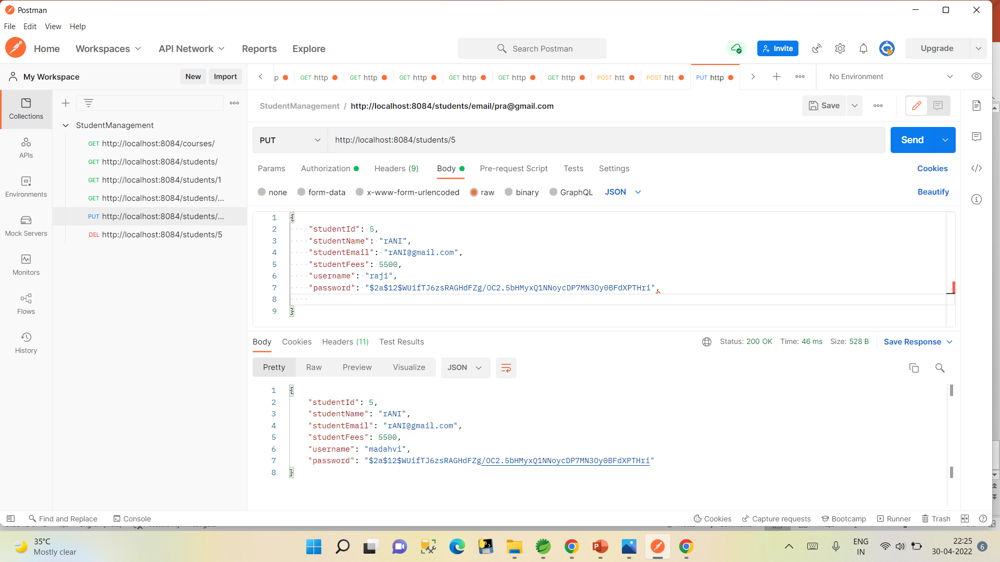 Postman
File Edit View Help
Home Workspaces API Network Reports Explore Search Postman Invite Upgrade
My Workspace New Import
p GET http GET http GET http GET http GET http GET http POST htt POST htt PUT http No Environment
Collections
APIs
Environments
Mock Servers
Monitors
Flows
History
StudentManagement
GET http://localhost:8084/courses/
GET http://localhost:8084/students/
GET http://localhost:8084/students/1
GET http://localhost:8084/students/...
PUT http://localhost:8084/students/...
DEL http://localhost:8084/students/5
StudentManagement / http://localhost:8084/students/email/pra@gmail.com Save
PUT http://localhost:8084/students/5 Send
Params Authorization Headers (9) Body Pre-request Script Tests Settings Cookies
none form-data x-www-form-urlencoded raw binary GraphQL JSON Beautify
1 {
2 "studentId": 5,
3 "studentName": "rANI",
4 "studentEmail": "rANI@gmail.com",
5 "studentFees": 5500,
6 "username": "raji",
7 "password": "$2a$12$WUifTJ6zsRAGHdFZg/OC2.5bHMyxQ1NNoycDP7MN3Oy0BFdXPTHri",
8
9 }
Body Cookies Headers (11) Test Results Status: 200 OK Time: 46 ms Size: 528 B Save Response
Pretty Raw Preview Visualize JSON
1 {
2 "studentId": 5,
3 "studentName": "rANI",
4 "studentEmail": "rANI@gmail.com",
5 "studentFees": 5500,
6 "username": "madahvi",
7 "password": "$2a$12$WUifTJ6zsRAGHdFZg/OC2.5bHMyxQ1NNoycDP7MN3Oy0BFdXPTHri"
8 }
Find and Replace Console Cookies Capture requests Bootcamp Runner Trash
35°C
Mostly clear
ENG
IN
22:25
30-04-2022
6